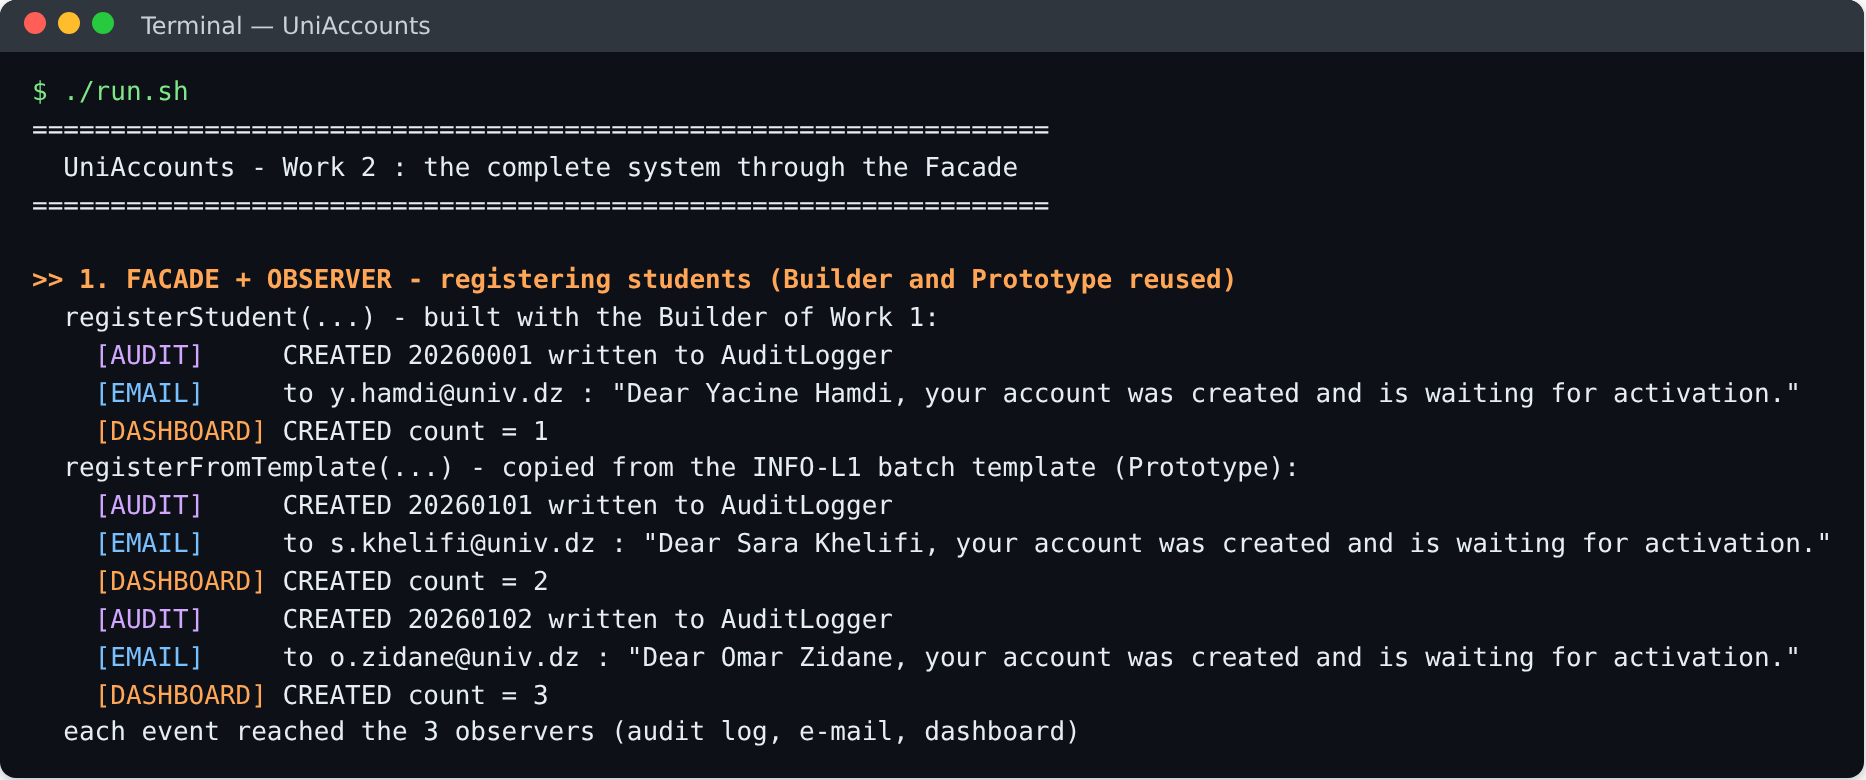 Terminal — UniAccounts
$ ./run.sh
=================================================================
UniAccounts - Work 2 : the complete system through the Facade
=================================================================
>> 1. FACADE + OBSERVER - registering students (Builder and Prototype reused)
registerStudent(...) - built with the Builder of Work 1:
[AUDIT]     CREATED 20260001 written to AuditLogger
[EMAIL]     to y.hamdi@univ.dz : "Dear Yacine Hamdi, your account was created and is waiting for activation."
[DASHBOARD] CREATED count = 1
registerFromTemplate(...) - copied from the INFO-L1 batch template (Prototype):
[AUDIT]     CREATED 20260101 written to AuditLogger
[EMAIL]     to s.khelifi@univ.dz : "Dear Sara Khelifi, your account was created and is waiting for activation."
[DASHBOARD] CREATED count = 2
[AUDIT]     CREATED 20260102 written to AuditLogger
[EMAIL]     to o.zidane@univ.dz : "Dear Omar Zidane, your account was created and is waiting for activation."
[DASHBOARD] CREATED count = 3
each event reached the 3 observers (audit log, e-mail, dashboard)